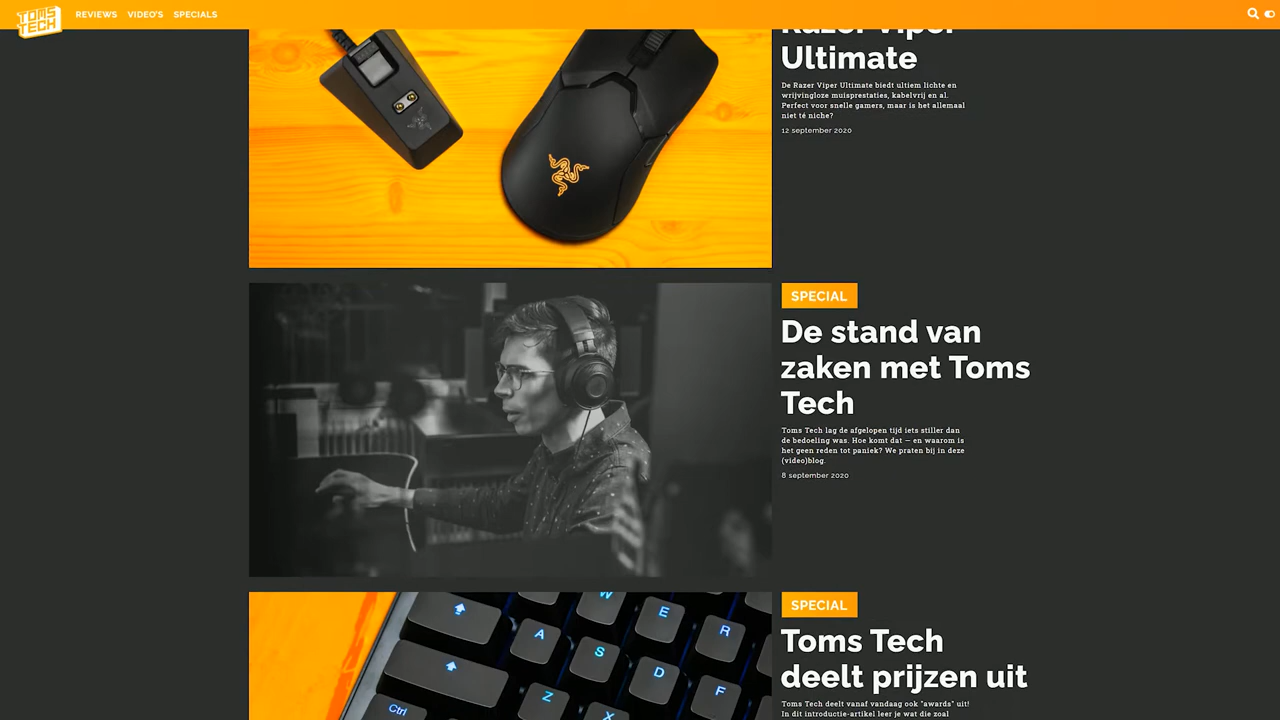 TOMS
TECH
REVIEWS VIDEO'S SPECIALS
Razer Viper
Ultimate
De Razer Viper Ultimate biedt ultiem lichte en
wrijvingloze muisprestaties, kabelvrij en al.
Perfect voor snelle gamers, maar is het allemaal
niet té niche?
12 september 2020
SPECIAL
De stand van
zaken met Toms
Tech
Toms Tech lag de afgelopen tijd iets stiller dan
de bedoeling was. Hoe komt dat — en waarom is
het geen reden tot paniek? We praten bij in deze
(video)blog.
8 september 2020
W
E
R
A
S
D
F
Z
X
Ctrl
SPECIAL
Toms Tech
deelt prijzen uit
Toms Tech deelt vanaf vandaag ook "awards" uit!
In dit introductie-artikel leer je wat die zoal